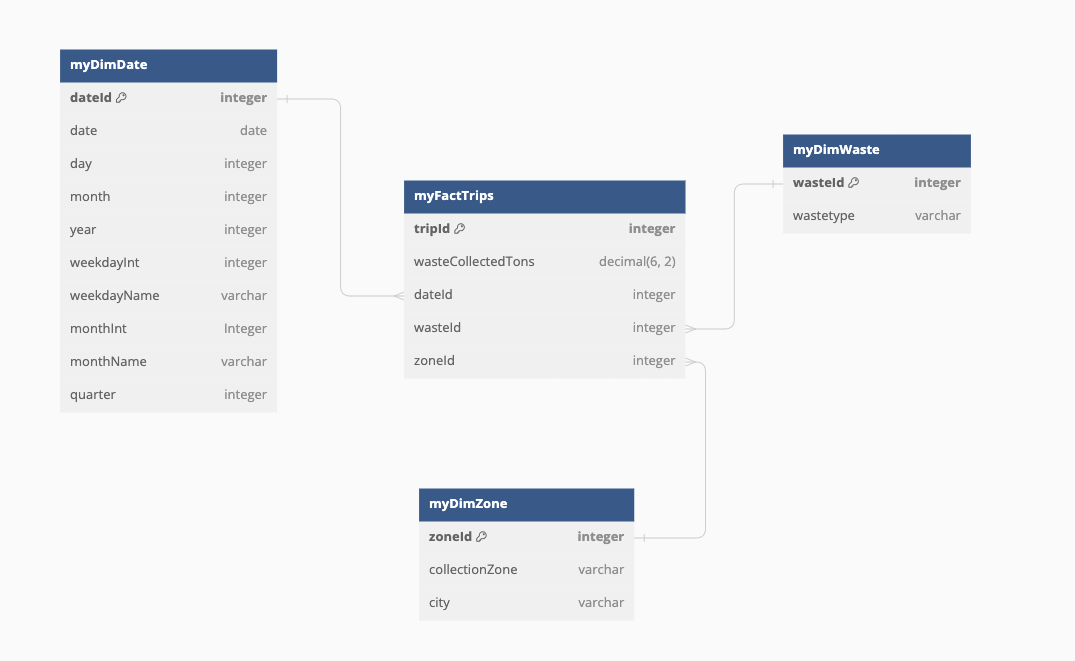 myDimDate
dateId integer
date date
day integer
month integer
year integer
weekdayInt integer
weekdayName varchar
monthInt Integer
monthName varchar
quarter integer
myFactTrips
tripId integer
wasteCollectedTons decimal(6, 2)
dateId integer
wasteId integer
zoneId integer
myDimWaste
wasteId integer
wastetype varchar
myDimZone
zoneId integer
collectionZone varchar
city varchar